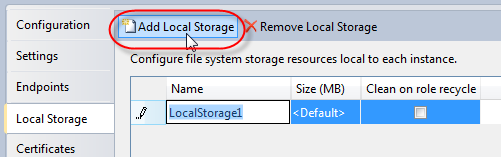 Configuration
Settings
Endpoints
Local Storage
Certificates
Add Local Storage Remove Local Storage
Configure file system storage resources local to each instance.
Name Size (MB) Clean on role recycle
LocalStorage1 <Default>